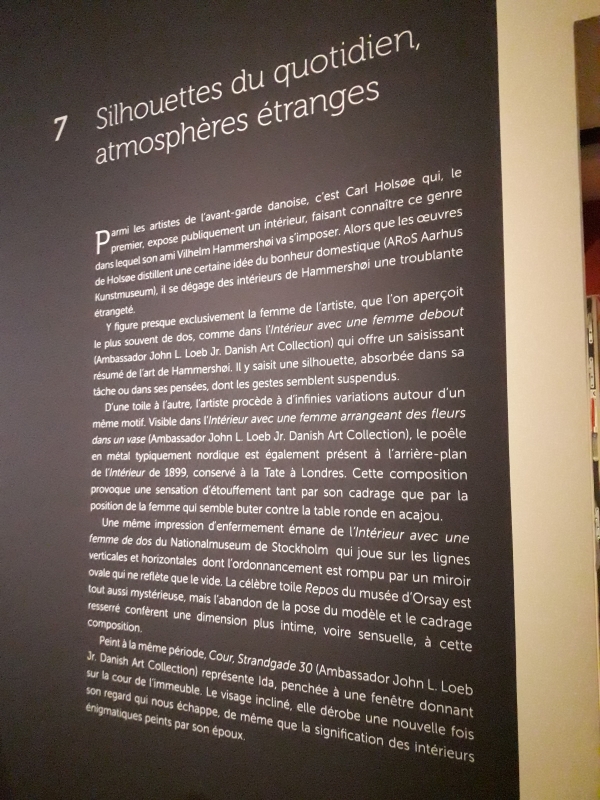 7
Silhouettes du quotidien,
atmosphères étranges
Parmi les artistes de l'avant-garde danoise, c'est Carl Holsøe qui, le
premier, expose publiquement un intérieur, faisant connaître ce genre
dans lequel son ami Vilhelm Hammershøi va s'imposer. Alors que les œuvres
de Holsøe distillent une certaine idée du bonheur domestique (ARoS Aarhus
Kunstmuseum), il se dégage des intérieurs de Hammershøi une troublante
étrangeté.
Y figure presque exclusivement la femme de l'artiste, que l'on aperçoit
le plus souvent de dos, comme dans l'Intérieur avec une femme debout
(Ambassador John L. Loeb Jr. Danish Art Collection) qui offre un saisissant
résumé de l'art de Hammershøi. Il y saisit une silhouette, absorbée dans sa
tâche ou dans ses pensées, dont les gestes semblent suspendus.
D'une toile à l'autre, l'artiste procède à d'infinies variations autour d'un
même motif. Visible dans l'Intérieur avec une femme arrangeant des fleurs
dans un vase (Ambassador John L. Loeb Jr. Danish Art Collection), le poêle
en métal typiquement nordique est également présent à l'arrière-plan
de l'Intérieur de 1899, conservé à la Tate à Londres. Cette composition
provoque une sensation d'étouffement tant par son cadrage que par la
position de la femme qui semble buter contre la table ronde en acajou.
Une même impression d'enfermement émane de l'Intérieur avec une
femme de dos du Nationalmuseum de Stockholm qui joue sur les lignes
verticales et horizontales dont l'ordonnancement est rompu par un miroir
ovale qui ne reflète que le vide. La célèbre toile Repos du musée d'Orsay est
tout aussi mystérieuse, mais l'abandon de la pose du modèle et le cadrage
resserré confèrent une dimension plus intime, voire sensuelle, à cette
composition.
Peint à la même période, Cour, Strandgade 30 (Ambassador John L. Loeb
Jr. Danish Art Collection) représente Ida, penchée à une fenêtre donnant
sur la cour de l'immeuble. Le visage incliné, elle dérobe une nouvelle fois
son regard qui nous échappe, de même que la signification des intérieurs
énigmatiques peints par son époux.